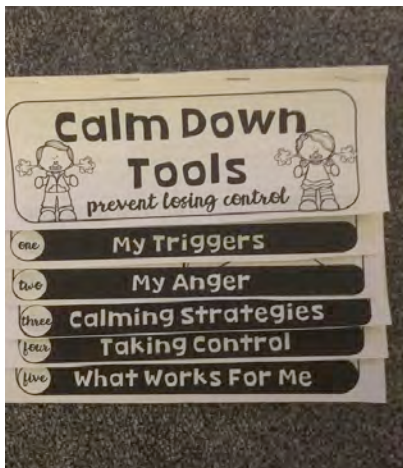 Calm Down
Tools
prevent losing control
one My Triggers
two My Anger
three Calming Strategies
four Taking Control
five What Works For Me